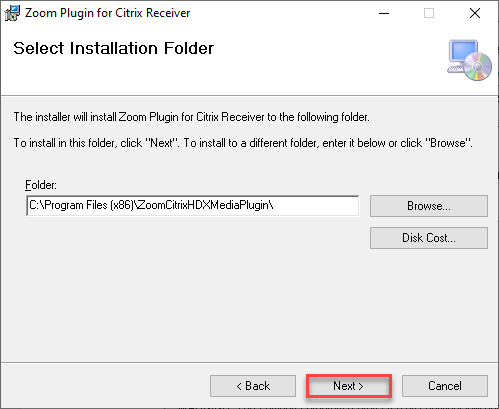 Zoom Plugin for Citrix Receiver
Select Installation Folder
The installer will install Zoom Plugin for Citrix Receiver to the following folder.
To install in this folder, click "Next". To install to a different folder, enter it below or click "Browse".
Folder:
C:\Program Files (x86)\ZoomCitrixHDXMediaPlugin\
Browse...
Disk Cost...
< Back
Next >
Cancel